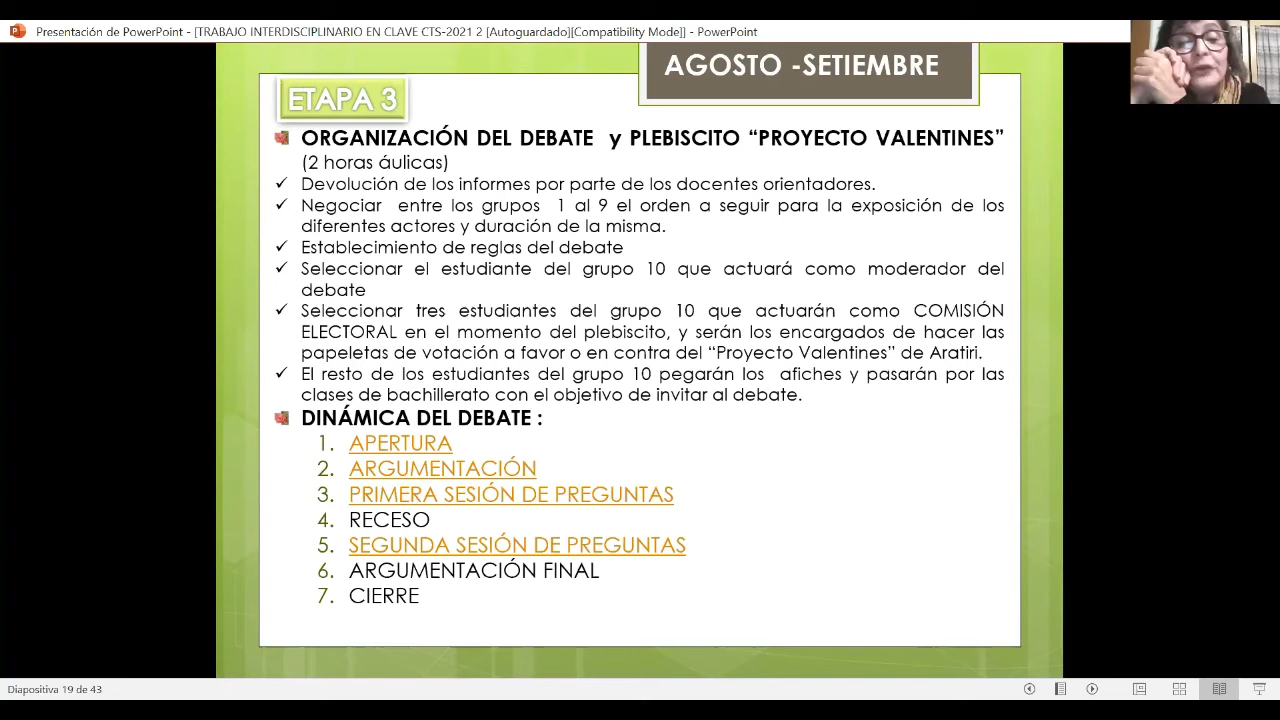 Presentación de PowerPoint - [TRABAJO INTERDISCIPLINARIO EN CLAVE CTS-2021 2 [Autoguardado][Compatibility Mode]] - PowerPoint
AGOSTO -SETIEMBRE
ETAPA 3
ORGANIZACIÓN DEL DEBATE y PLEBISCITO “PROYECTO VALENTINES”
(2 horas áulicas)
✓ Devolución de los informes por parte de los docentes orientadores.
✓ Negociar entre los grupos 1 al 9 el orden a seguir para la exposición de los
diferentes actores y duración de la misma.
✓ Establecimiento de reglas del debate
✓ Seleccionar el estudiante del grupo 10 que actuará como moderador del
debate
✓ Seleccionar tres estudiantes del grupo 10 que actuarán como COMISIÓN
ELECTORAL en el momento del plebiscito, y serán los encargados de hacer las
papeletas de votación a favor o en contra del “Proyecto Valentines” de Aratiri.
✓ El resto de los estudiantes del grupo 10 pegarán los afiches y pasarán por las
clases de bachillerato con el objetivo de invitar al debate.
DINÁMICA DEL DEBATE :
1. APERTURA
2. ARGUMENTACIÓN
3. PRIMERA SESIÓN DE PREGUNTAS
4. RECESO
5. SEGUNDA SESIÓN DE PREGUNTAS
6. ARGUMENTACIÓN FINAL
7. CIERRE
Diapositiva 19 de 43